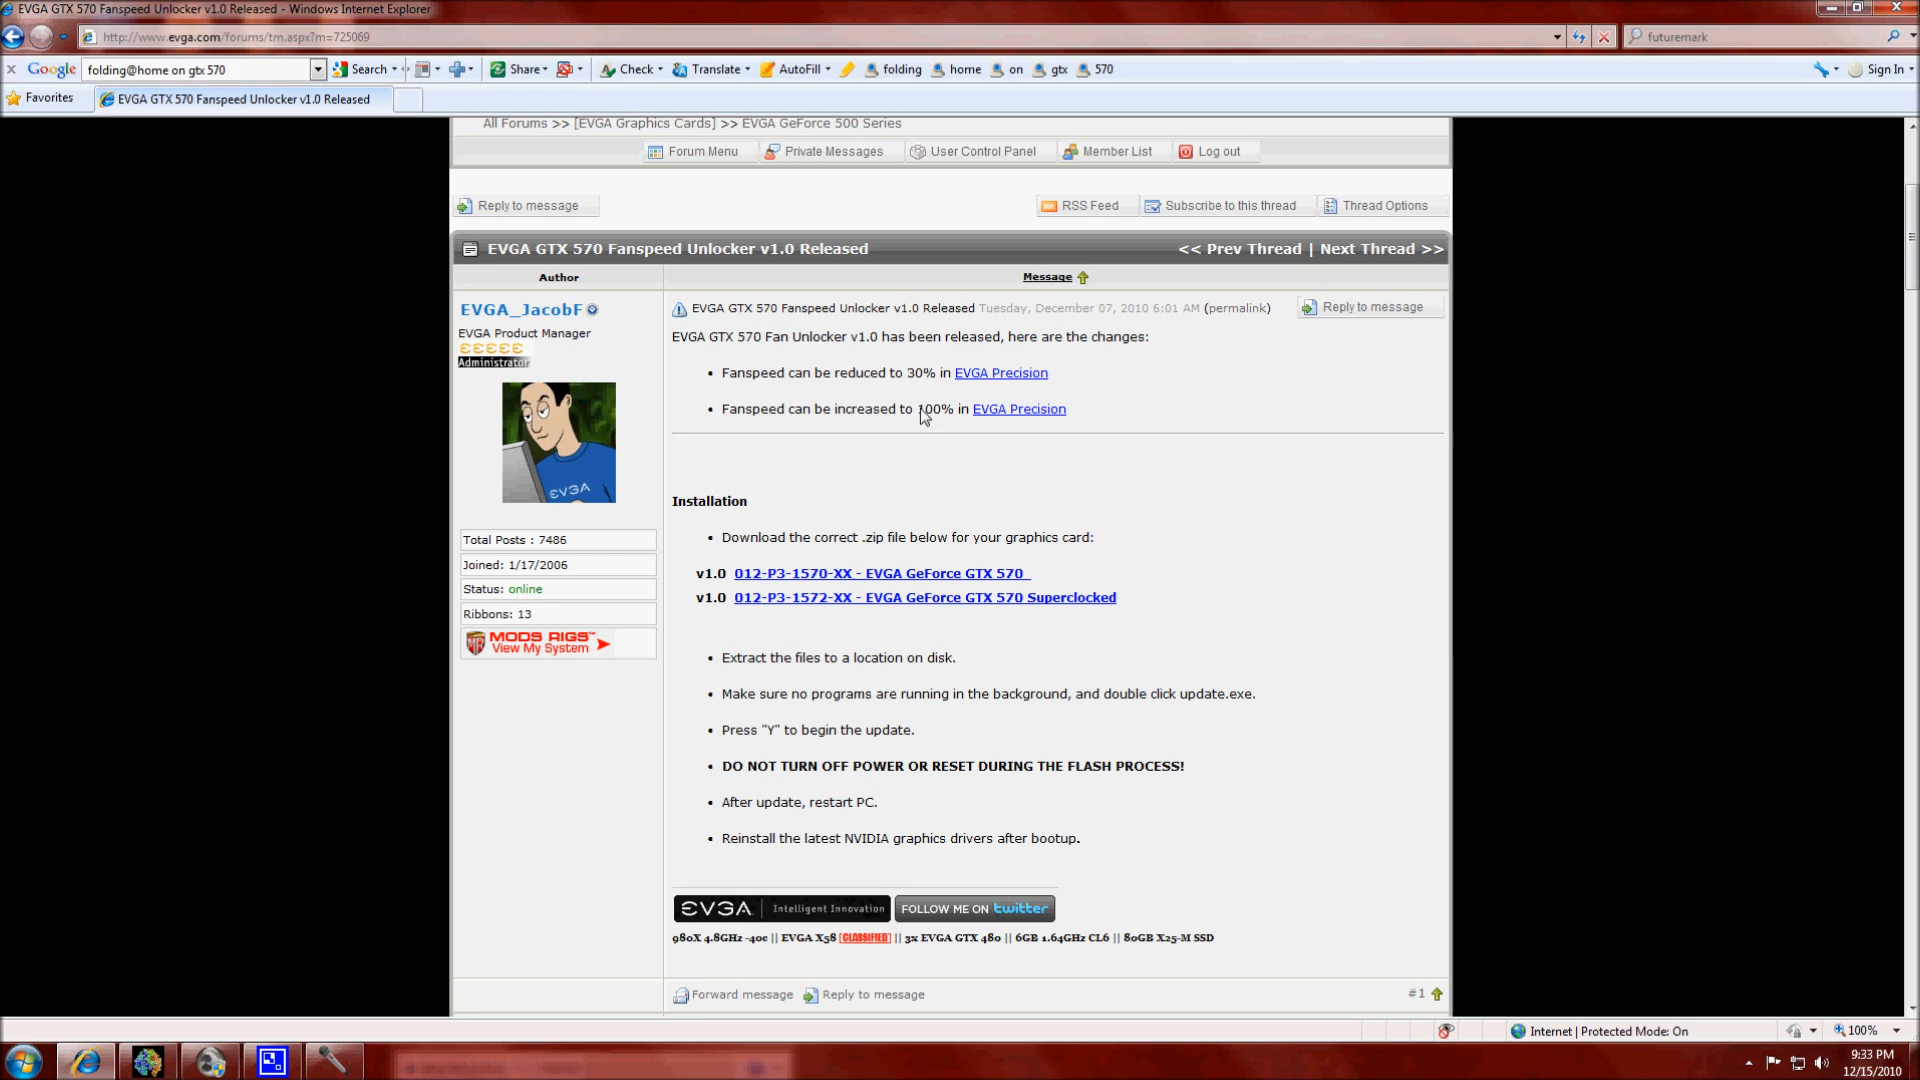 EVGA GTX 570 Fanspeed Unlocker v1.0 Released - Windows Internet Explorer
http://www.evga.com/forums/tm.aspx?m=725069
futuremark
x Google folding@home on gtx 570 Search Share Check Translate AutoFill folding home on gtx 570 Sign In
Favorites EVGA GTX 570 Fanspeed Unlocker v1.0 Released
All Forums >> [EVGA Graphics Cards] >> EVGA GeForce 500 Series
Forum Menu Private Messages User Control Panel Member List Log out
Reply to message RSS Feed Subscribe to this thread Thread Options
EVGA GTX 570 Fanspeed Unlocker v1.0 Released << Prev Thread | Next Thread >>
Author Message
EVGA_JacobF
EVGA Product Manager
Administrator
EVGA
Total Posts : 7486
Joined: 1/17/2006
Status: online
Ribbons: 13
MODS RIGS™
View My System
EVGA GTX 570 Fanspeed Unlocker v1.0 Released Tuesday, December 07, 2010 6:01 AM (permalink) Reply to message
EVGA GTX 570 Fan Unlocker v1.0 has been released, here are the changes:
• Fanspeed can be reduced to 30% in EVGA Precision
• Fanspeed can be increased to 100% in EVGA Precision
Installation
• Download the correct .zip file below for your graphics card:
v1.0 012-P3-1570-XX - EVGA GeForce GTX 570
v1.0 012-P3-1572-XX - EVGA GeForce GTX 570 Superclocked
• Extract the files to a location on disk.
• Make sure no programs are running in the background, and double click update.exe.
• Press "Y" to begin the update.
• DO NOT TURN OFF POWER OR RESET DURING THE FLASH PROCESS!
• After update, restart PC.
• Reinstall the latest NVIDIA graphics drivers after bootup.
EVGA | Intelligent Innovation FOLLOW ME ON twitter
980X 4.8GHz -40c || EVGA X58 [CLASSIFIED] || 3x EVGA GTX 480 || 6GB 1.64GHz CL6 || 80GB X25-M SSD
Forward message Reply to message #1
Internet | Protected Mode: On 100%
9:33 PM
12/15/2010